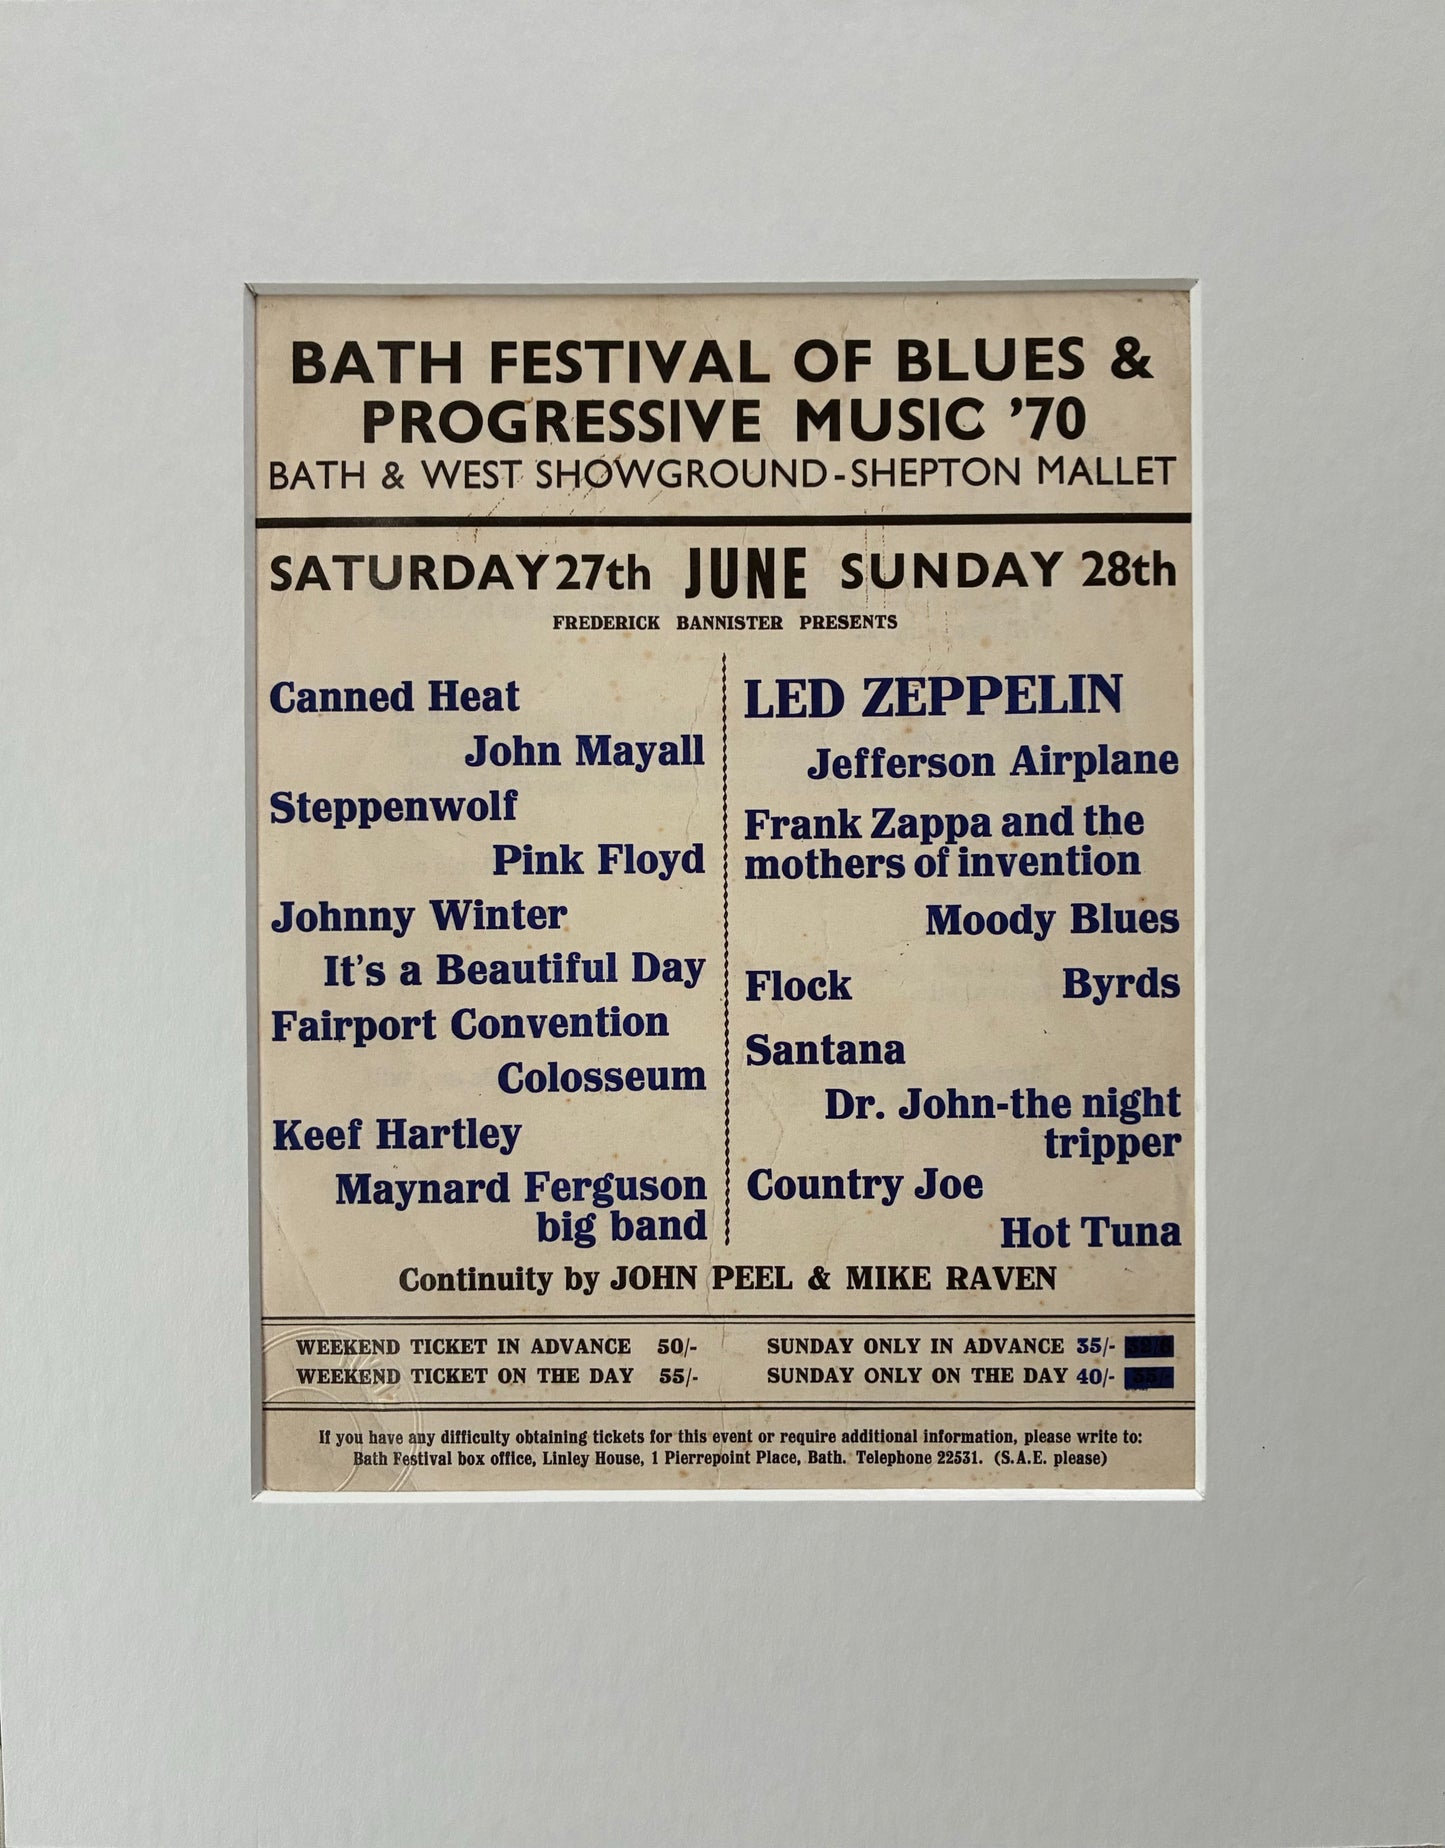 BATH FESTIVAL OF BLUES &
PROGRESSIVE MUSIC ’70
BATH & WEST SHOWGROUND-SHEPTON MALLET
SATURDAY 27th JUNE SUNDAY 28th
FREDERICK BANNISTER PRESENTS
Canned Heat
John Mayall
Steppenwolf
Pink Floyd
Johnny Winter
It's a Beautiful Day
Fairport Convention
Colosseum
Keef Hartley
Maynard Ferguson
big band
LED ZEPPELIN
Jefferson Airplane
Frank Zappa and the
mothers of invention
Moody Blues
Flock Byrds
Santana
Dr. John-the night
tripper
Country Joe
Hot Tuna
Continuity by JOHN PEEL & MIKE RAVEN
WEEKEND TICKET IN ADVANCE 50/-
WEEKEND TICKET ON THE DAY 55/-
SUNDAY ONLY IN ADVANCE 35/- 32/6
SUNDAY ONLY ON THE DAY 40/- 35/-
If you have any difficulty obtaining tickets for this event or require additional information, please write to:
Bath Festival box office, Linley House, 1 Pierrepoint Place, Bath. Telephone 22531. (S.A.E. please)